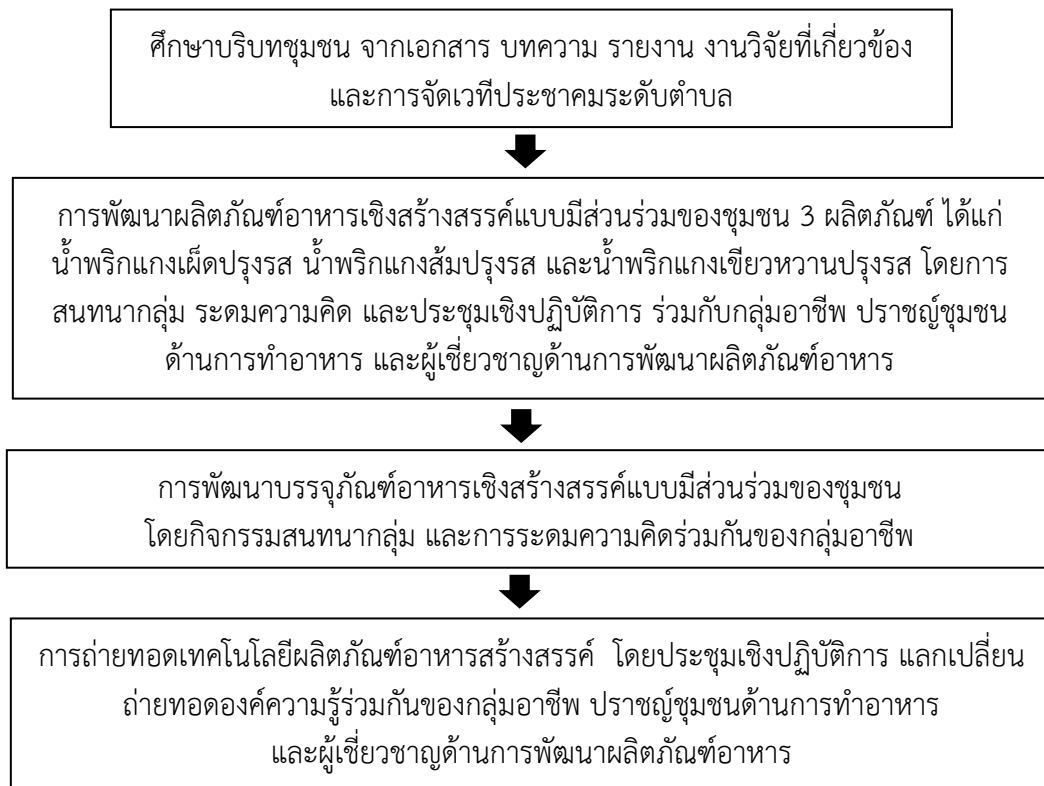 ศึกษาบริบทชุมชน จากเอกสาร บทความ รายงาน งานวิจัยที่เกี่ยวข้อง
และการจัดเวทีประชาคมระดับตำบล
การพัฒนาผลิตภัณฑ์อาหารเชิงสร้างสรรค์แบบมีส่วนร่วมของชุมชน 3 ผลิตภัณฑ์ ได้แก่
น้ำพริกแกงเผ็ดปรุงรส น้ำพริกแกงส้มปรุงรส และน้ำพริกแกงเขียวหวานปรุงรส โดยการ
สนทนากลุ่ม ระดมความคิด และประชุมเชิงปฏิบัติการ ร่วมกับกลุ่มอาชีพ ปราชญ์ชุมชน
ด้านการทำอาหาร และผู้เชี่ยวชาญด้านการพัฒนาผลิตภัณฑ์อาหาร
การพัฒนาบรรจุภัณฑ์อาหารเชิงสร้างสรรค์แบบมีส่วนร่วมของชุมชน
โดยกิจกรรมสนทนากลุ่ม และการระดมความคิดร่วมกันของกลุ่มอาชีพ
การถ่ายทอดเทคโนโลยีผลิตภัณฑ์อาหารสร้างสรรค์ โดยประชุมเชิงปฏิบัติการ แลกเปลี่ยน
ถ่ายทอดองค์ความรู้ร่วมกันของกลุ่มอาชีพ ปราชญ์ชุมชนด้านการทำอาหาร
และผู้เชี่ยวชาญด้านการพัฒนาผลิตภัณฑ์อาหาร